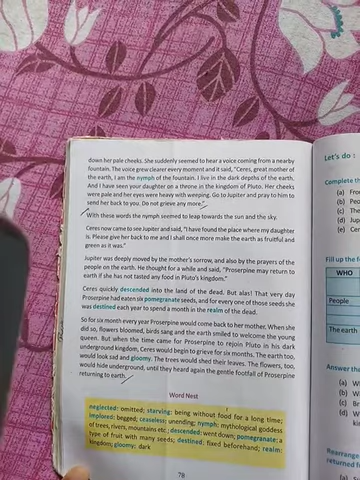 down her pale cheeks. She suddenly seemed to hear a voice coming from a nearby
fountain. The voice grew clearer every moment and it said, "Ceres, great mother of
the earth, I am the nymph of the fountain. I live in the dark depths of the earth.
And I have seen your daughter on a throne in the kingdom of Pluto. Her cheeks
were pale and her eyes were heavy with weeping. Go to Jupiter and pray to him to
send her back to you. Do not grieve any more."
With these words the nymph seemed to leap towards the sun and the sky.
Ceres now came to see Jupiter and said, "I have found the place where my daughter
is. Please give her back to me and I shall once more make the earth as fruitful and
green as it was."
Jupiter was deeply moved by the mother's sorrow, and also by the prayers of the
people on the earth. He thought for a while and said, "Proserpine may return to
earth if she has not tasted any food in Pluto's kingdom."
Ceres quickly descended into the land of the dead. But alas! That very day
Proserpine had eaten six pomegranate seeds, and for every one of those seeds she
was destined each year to spend a month in the realm of the dead.
So for six months every year Proserpine would come back to her mother. When she
did so, flowers bloomed, birds sang and the earth smiled to welcome the young
queen. But when the time came for Proserpine to rejoin Pluto in his dark
underground kingdom, Ceres would begin to grieve for six months. The earth too,
would look sad and gloomy. The trees would shed their leaves. The flowers, too,
would hide underground, until they heard again the gentle footfall of Proserpine
returning to earth.
Word Nest
neglected: omitted; starving: being without food for a long time;
implored: begged; ceaseless: unending; nymph: mythological goddess
of trees, rivers, mountains etc.; descended: went down; pomegranate: a
type of fruit with many seeds; destined: fixed beforehand; realm:
kingdom; gloomy: dark
78
Let's do :
Complete th
(a) Fro
(b) Peo
(c) The
(d) Jup
(e) Cer
Fill up the f
WHO
People
The earth
Answer the
(a) W
(b) W
(c) Br
(d) W
Rearrange
returned t